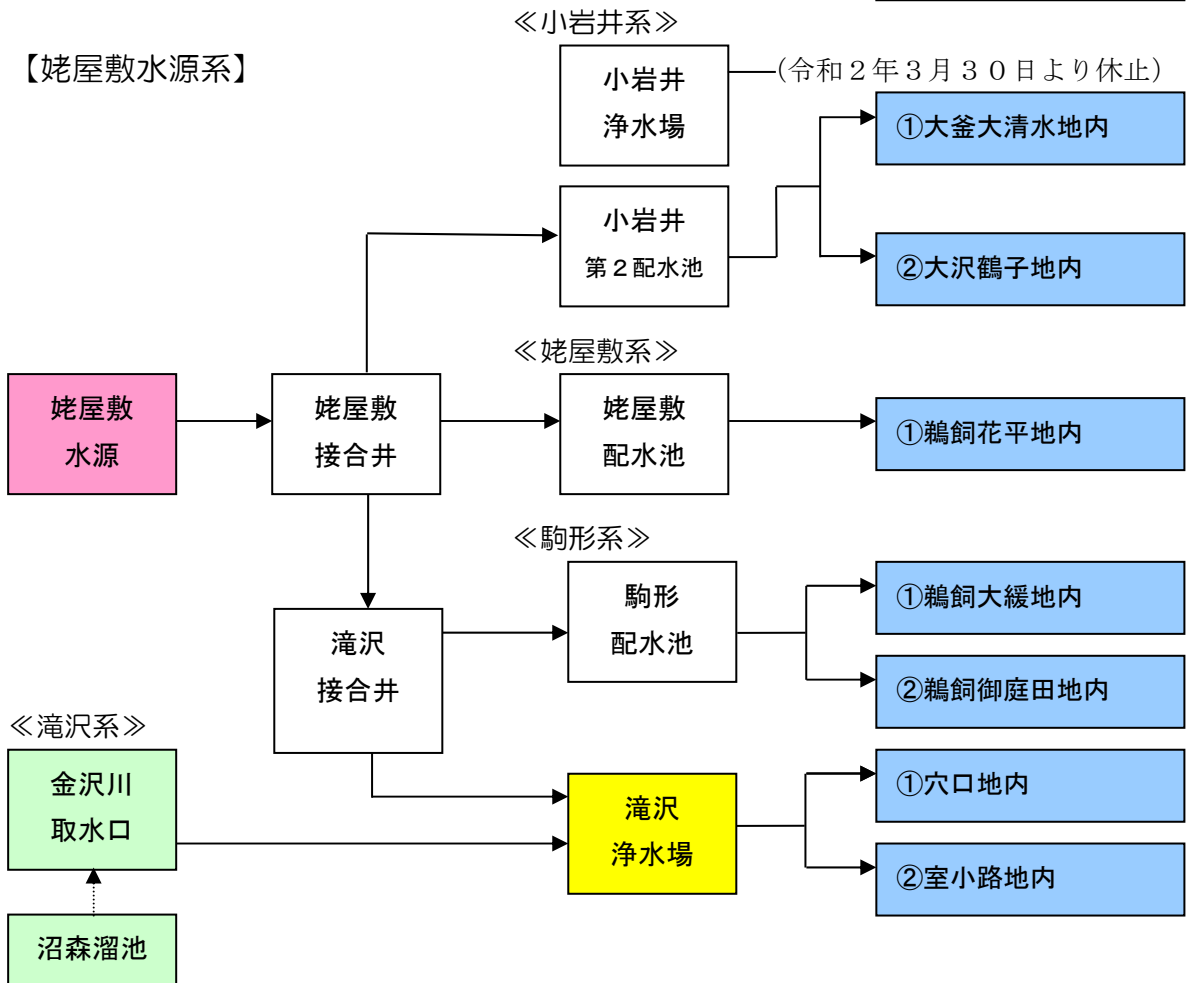 ≪小岩井系≫
【姥屋敷水源系】
小岩井
浄水場
(令和２年３月３０日より休止)
①大釜大清水地内
小岩井
第２配水池
②大沢鶴子地内
≪姥屋敷系≫
姥屋敷
水源
姥屋敷
接合井
姥屋敷
配水池
①鵜飼花平地内
≪駒形系≫
駒形
配水池
①鵜飼大緩地内
滝沢
接合井
②鵜飼御庭田地内
≪滝沢系≫
金沢川
取水口
滝沢
浄水場
①穴口地内
②室小路地内
沼森溜池